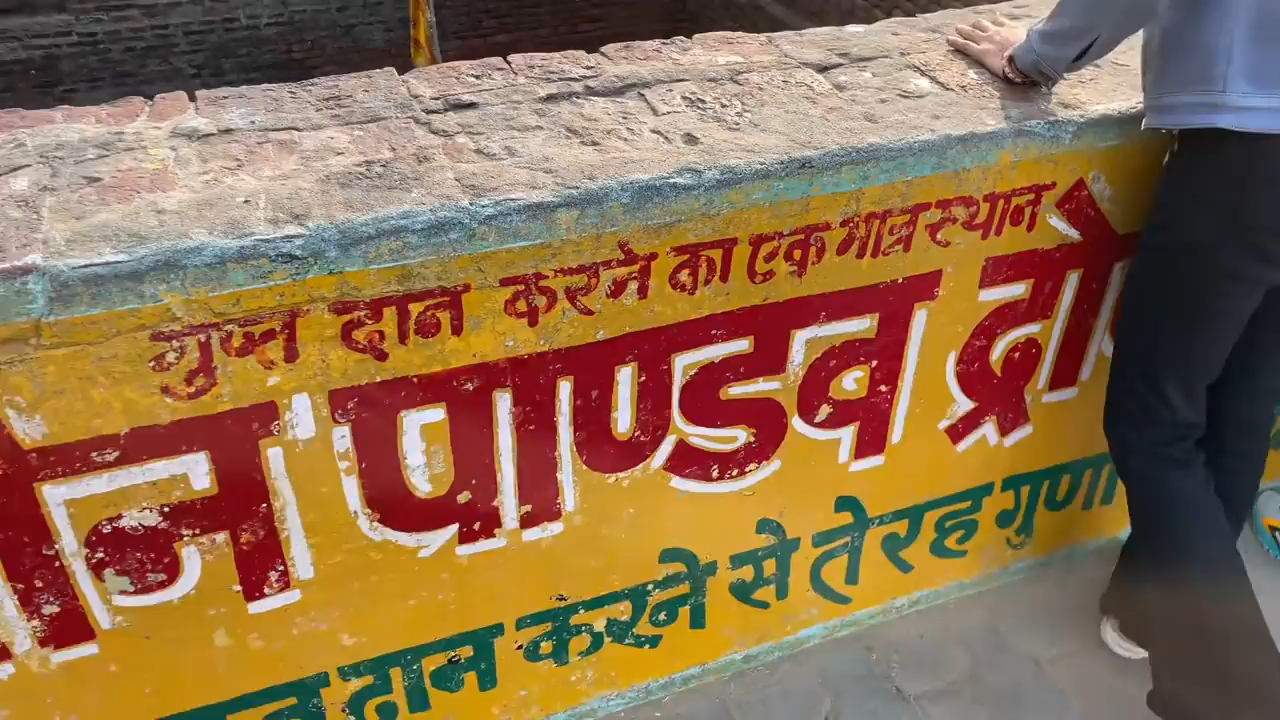 गुप्त दान करने का एक मात्र स्थान
पाण्डव
दान करने से तेरह गुणा